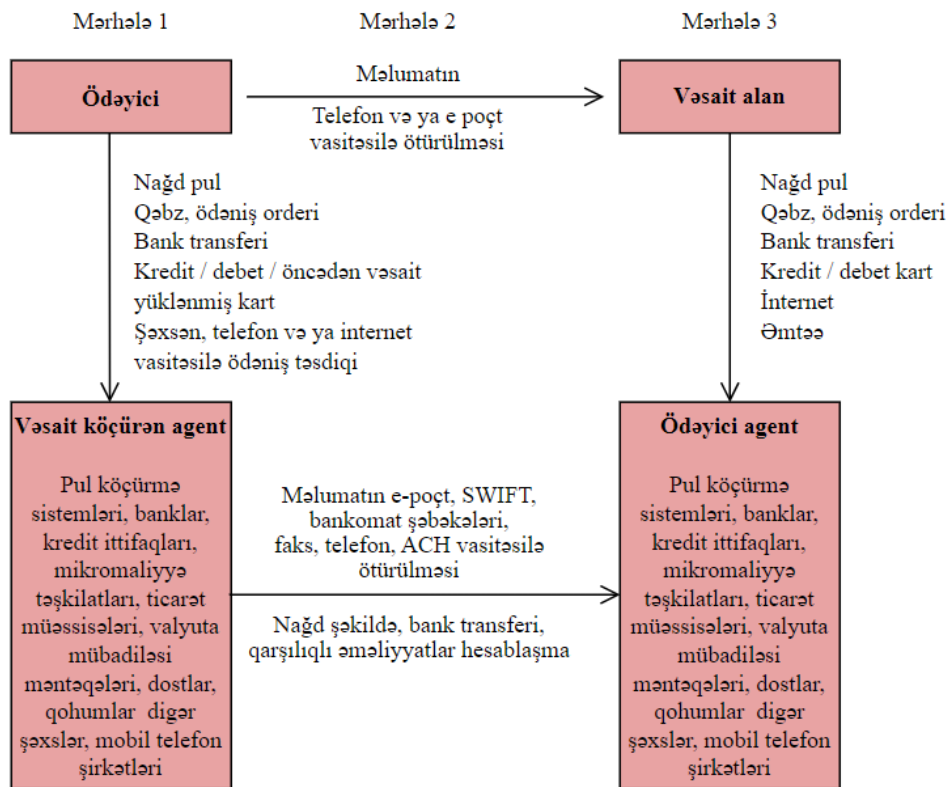 Mərhələ 1
Mərhələ 2
Mərhələ 3
Ödəyici
Məlumatın
Telefon və ya e poçt
vasitəsilə ötürülməsi
Vəsait alan
Nağd pul
Qəbz, ödəniş orderi
Bank transferi
Kredit / debet / öncədən vəsait
yüklənmiş kart
Şəxsən, telefon və ya internet
vasitəsilə ödəniş təsdiqi
Nağd pul
Qəbz, ödəniş orderi
Bank transferi
Kredit / debet kart
İnternet
Əmtəə
Vəsait köçürən agent
Pul köçürmə
sistemləri, banklar,
kredit ittifaqları,
mikromaliyyə
təşkilatları, ticarət
müəssisələri, valyuta
mübadiləsi
məntəqələri, dostlar,
qohumlar digər
şəxslər, mobil telefon
şirkətləri
Məlumatın e-poçt, SWIFT,
bankomat şəbəkələri,
faks, telefon, ACH vasitəsilə
ötürülməsi
Nağd şəkildə, bank transferi,
qarşılıqlı əməliyyatlar hesablaşma
Ödəyici agent
Pul köçürmə
sistemləri, banklar,
kredit ittifaqları,
mikromaliyyə
təşkilatları, ticarət
müəssisələri, valyuta
mübadiləsi
məntəqələri, dostlar,
qohumlar digər
şəxslər, mobil telefon
şirkətləri